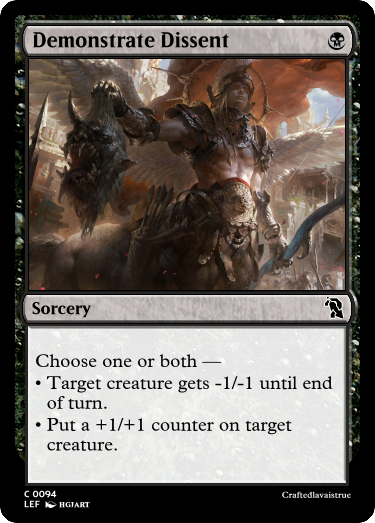 Demonstrate Dissent
Sorcery
Choose one or both —
• Target creature gets -1/-1 until end
of turn.
• Put a +1/+1 counter on target
creature.
C 0094
LEF HGJART
Craftedlavaistrue